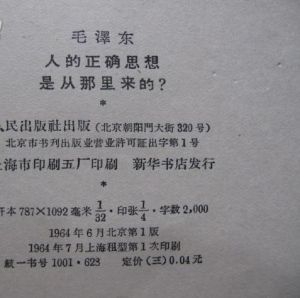 毛澤东
人的正确思想
是从那里来的?
*
人民出版社出版(北京朝阳門大街320号)
北京市书刊出版业营业許可証出字第1号
上海市印刷五厂印刷 新华书店发行
*
开本787×1092毫米 1/32·印张 1/4·字数2,000
1964年6月北京第1版
1964年7月上海租型第1次印刷
統一书号1001·623 定价(三)0.04元